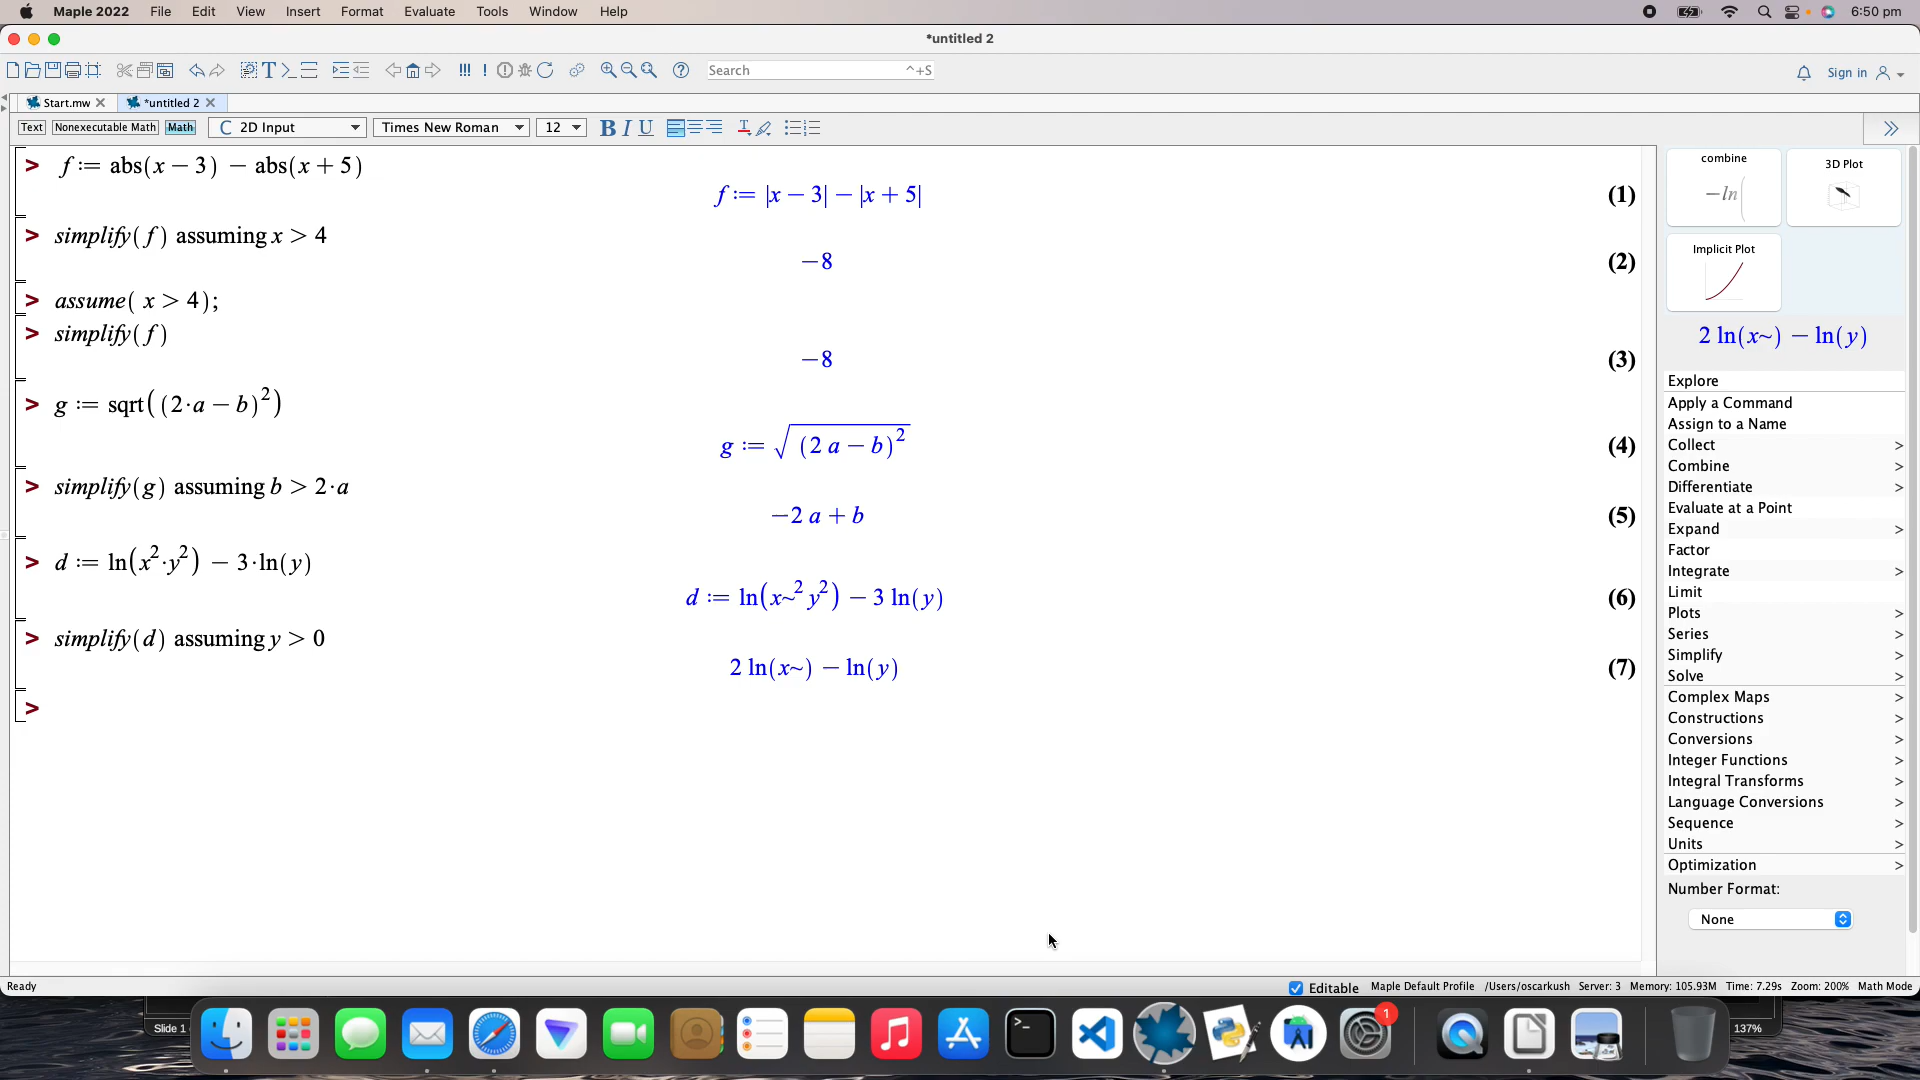 Maple 2022 File Edit View Insert Format Evaluate Tools Window Help 6:50 pm
*untitled 2
Search ^+S Sign in
Start.mw *untitled 2
Text Nonexecutable Math Math C 2D Input Times New Roman 12 B I U
> f := abs(x − 3) − abs(x + 5)
f := |x − 3| − |x + 5| (1)
> simplify(f) assuming x > 4
−8 (2)
> assume( x > 4);
> simplify(f)
−8 (3)
> g := sqrt((2·a − b)²)
g := √(2 a − b)² (4)
> simplify(g) assuming b > 2·a
−2 a + b (5)
> d := ln(x²·y²) − 3·ln(y)
d := ln(x~² y²) − 3 ln(y) (6)
> simplify(d) assuming y > 0
2 ln(x~) − ln(y) (7)
>
combine 3D Plot
−ln(
Implicit Plot
2 ln(x~) − ln(y)
Explore
Apply a Command
Assign to a Name
Collect >
Combine >
Differentiate >
Evaluate at a Point
Expand >
Factor
Integrate >
Limit
Plots >
Series >
Simplify >
Solve >
Complex Maps >
Constructions >
Conversions >
Integer Functions >
Integral Transforms >
Language Conversions >
Sequence >
Units >
Optimization >
Number Format:
None
Ready Editable Maple Default Profile /Users/oscarkush Server: 3 Memory: 105.93M Time: 7.29s Zoom: 200% Math Mode
Slide 1 >_ 1 137%